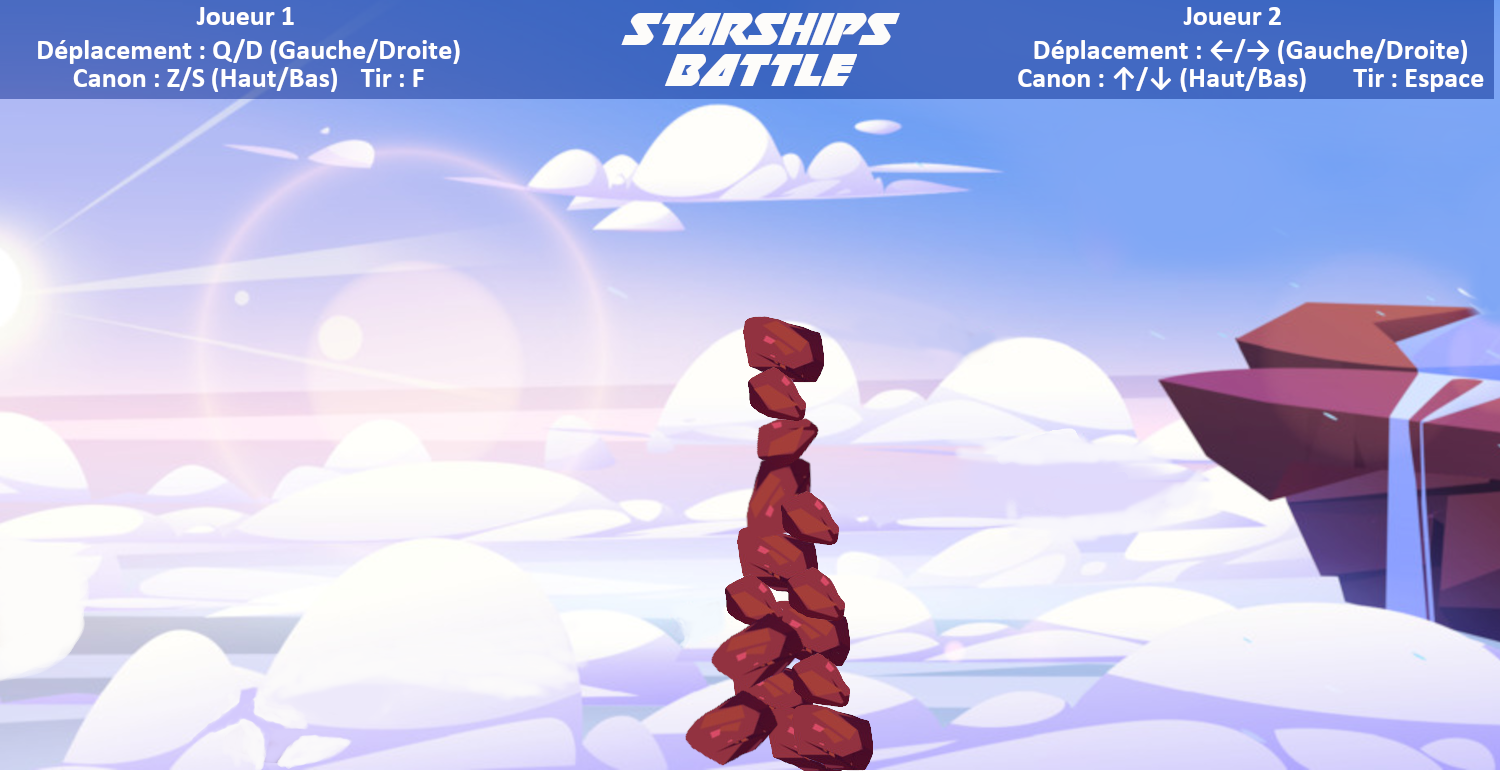 Joueur 1
Déplacement : Q/D (Gauche/Droite)
Canon : Z/S (Haut/Bas) Tir : F
STARSHIPS
BATTLE
Joueur 2
Déplacement : ←/→ (Gauche/Droite)
Canon : ↑/↓ (Haut/Bas) Tir : Espace